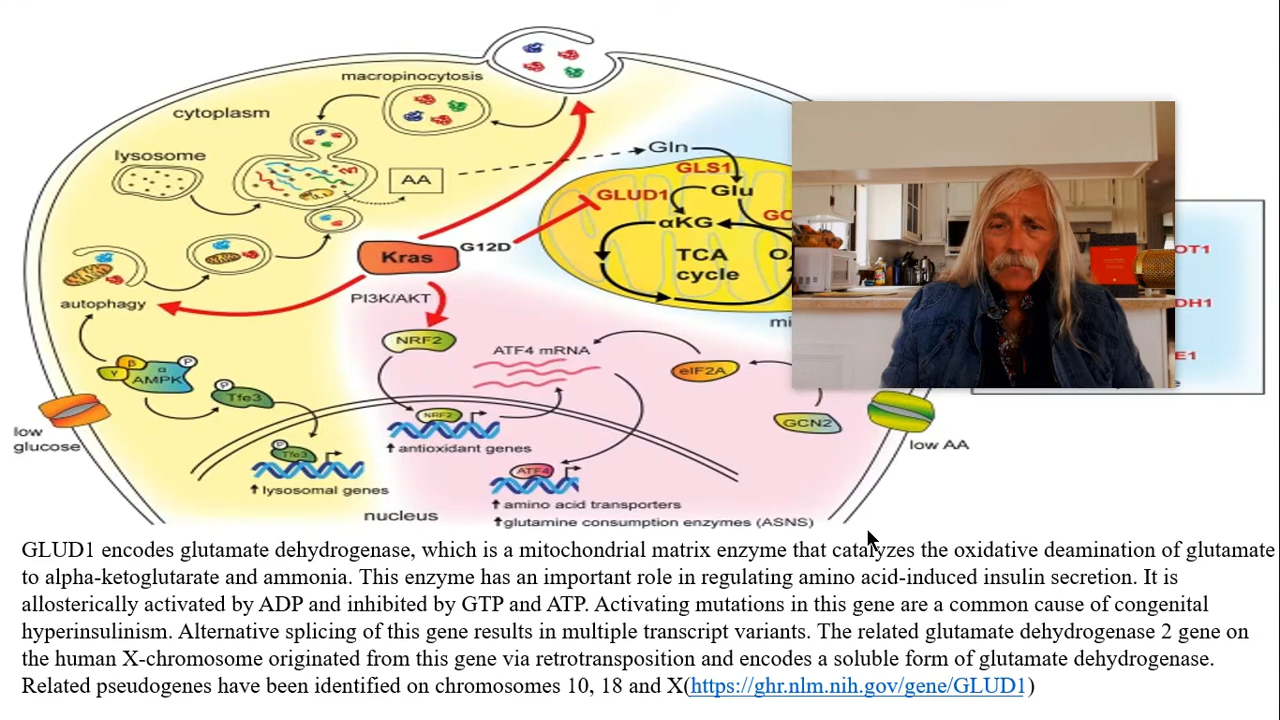 macropinocytosis
cytoplasm
lysosome
AA
Gln
GLS1
GLUD1
Glu
αKG
TCA
cycle
Kras
G12D
autophagy
PI3K/AKT
NRF2
ATF4 mRNA
eIF2A
GCN2
β
γ
α
AMPK
P
P
Tfe3
P
Tfe3
NRF2
ATF4
DH1
E1
low
glucose
low AA
antioxidant genes
lysosomal genes
amino acid transporters
nucleus
glutamine consumption enzymes (ASNS)
GLUD1 encodes glutamate dehydrogenase, which is a mitochondrial matrix enzyme that catalyzes the oxidative deamination of glutamate
to alpha-ketoglutarate and ammonia. This enzyme has an important role in regulating amino acid-induced insulin secretion. It is
allosterically activated by ADP and inhibited by GTP and ATP. Activating mutations in this gene are a common cause of congenital
hyperinsulinism. Alternative splicing of this gene results in multiple transcript variants. The related glutamate dehydrogenase 2 gene on
the human X-chromosome originated from this gene via retrotransposition and encodes a soluble form of glutamate dehydrogenase.
Related pseudogenes have been identified on chromosomes 10, 18 and X(https://ghr.nlm.nih.gov/gene/GLUD1)